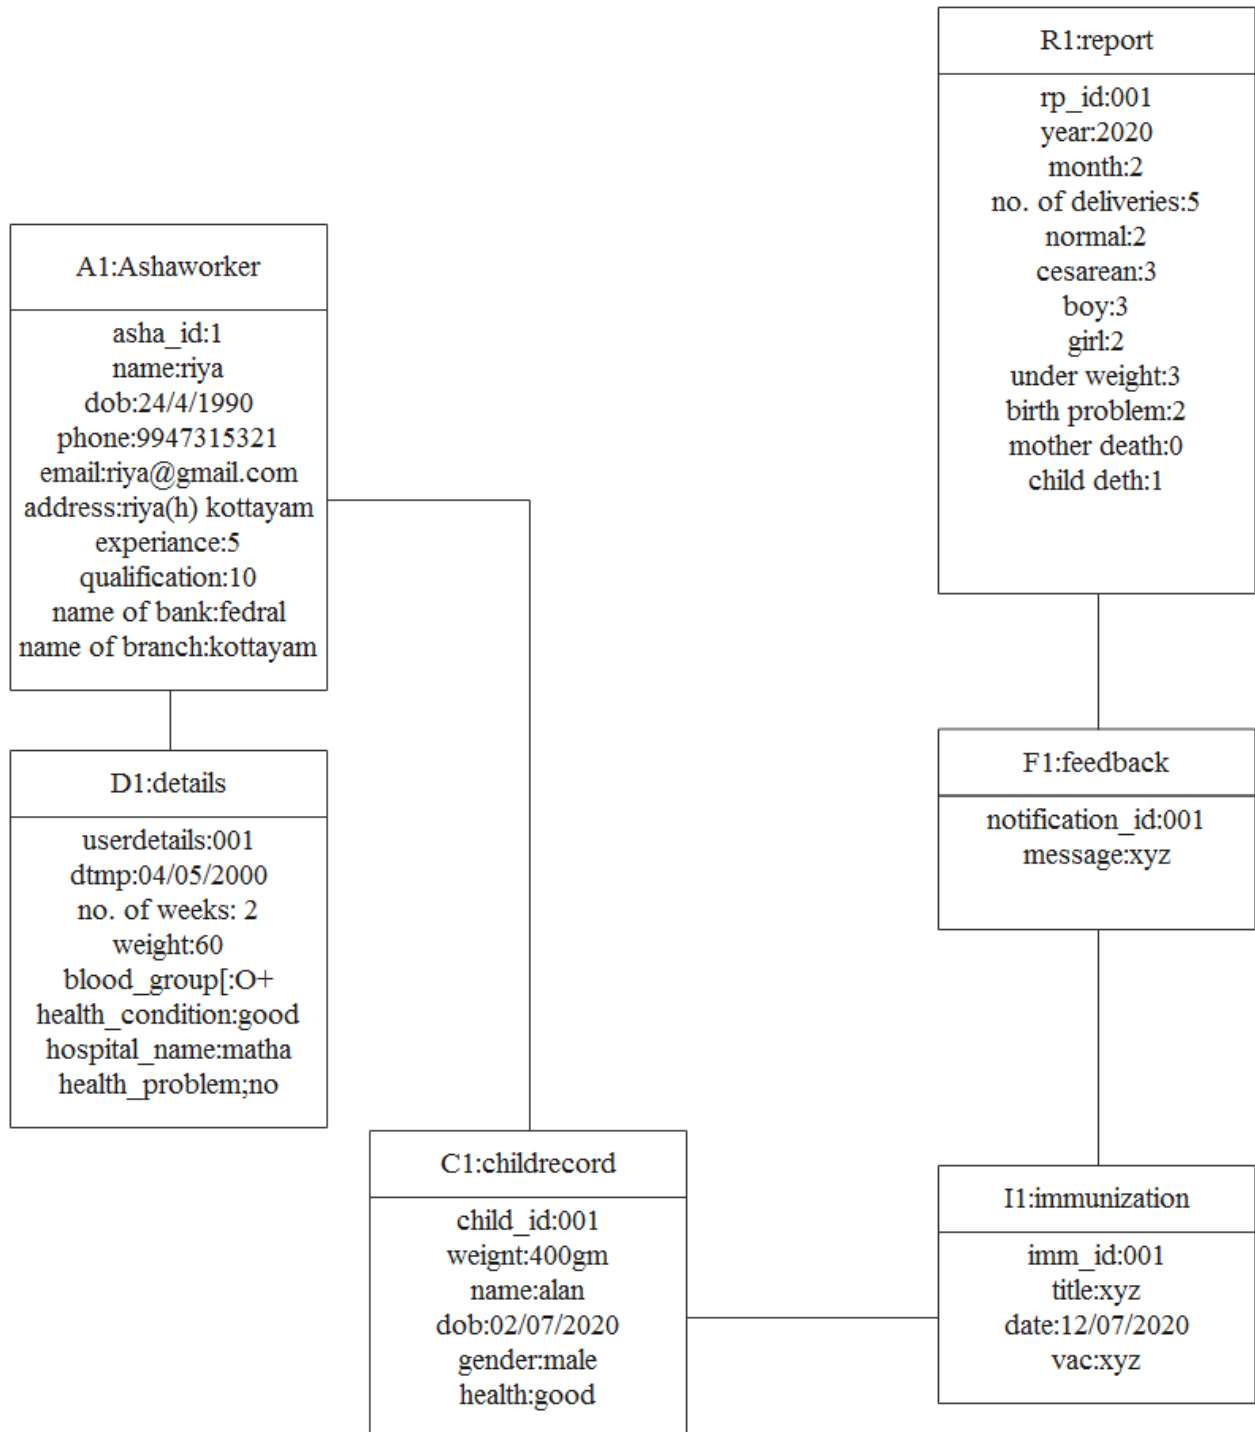 R1:report
rp_id:001
year:2020
month:2
no. of deliveries:5
normal:2
cesarean:3
boy:3
girl:2
under weight:3
birth problem:2
mother death:0
child deth:1
A1:Ashaworker
asha_id:1
name:riya
dob:24/4/1990
phone:9947315321
email:riya@gmail.com
address:riya(h) kottayam
experiance:5
qualification:10
name of bank:fedral
name of branch:kottayam
D1:details
userdetails:001
dtmp:04/05/2000
no. of weeks: 2
weight:60
blood_group[:O+
health_condition:good
hospital_name:matha
health_problem;no
F1:feedback
notification_id:001
message:xyz
C1:childrecord
child_id:001
weignt:400gm
name:alan
dob:02/07/2020
gender:male
health:good
I1:immunization
imm_id:001
title:xyz
date:12/07/2020
vac:xyz